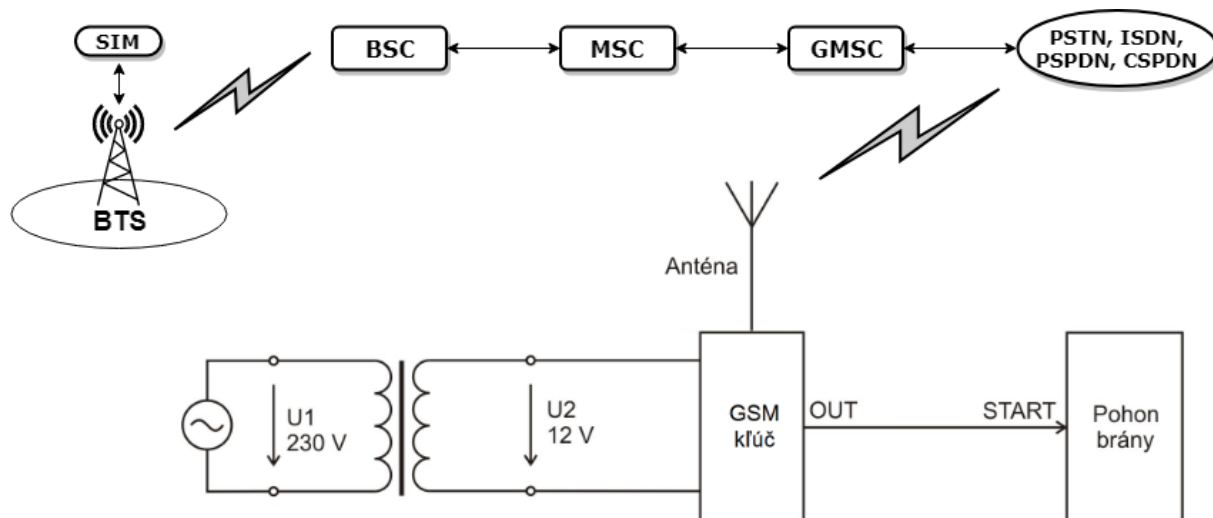 SIM
BSC
MSC
GMSC
PSTN, ISDN,
PSPDN, CSPDN
BTS
Anténa
U1
230 V
U2
12 V
GSM
kľúč
OUT
START
Pohon
brány